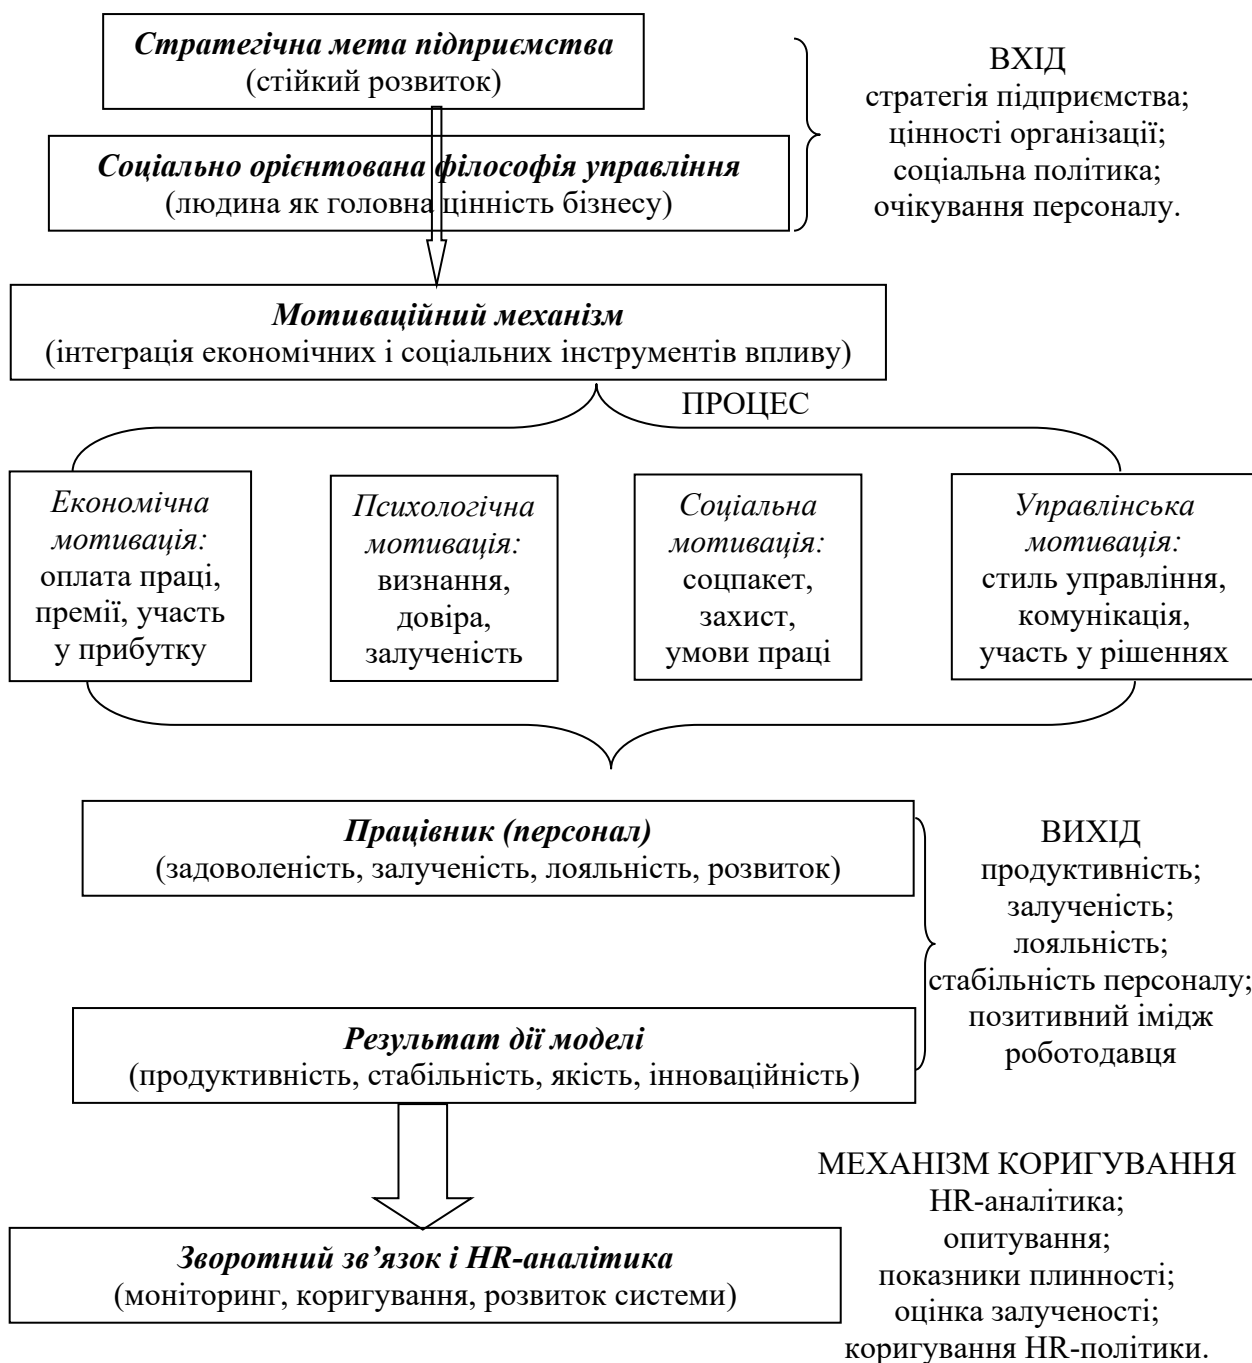 Стратегічна мета підприємства
(стійкий розвиток)
Соціально орієнтована філософія управління
(людина як головна цінність бізнесу)
ВХІД
стратегія підприємства;
цінності організації;
соціальна політика;
очікування персоналу.
Мотиваційний механізм
(інтеграція економічних і соціальних інструментів впливу)
ПРОЦЕС
Економічна
мотивація:
оплата праці,
премії, участь
у прибутку
Психологічна
мотивація:
визнання,
довіра,
залученість
Соціальна
мотивація:
соцпакет,
захист,
умови праці
Управлінська
мотивація:
стиль управління,
комунікація,
участь у рішеннях
Працівник (персонал)
(задоволеність, залученість, лояльність, розвиток)
Результат дії моделі
(продуктивність, стабільність, якість, інноваційність)
ВИХІД
продуктивність;
залученість;
лояльність;
стабільність персоналу;
позитивний імідж
роботодавця
Зворотний зв’язок і HR-аналітика
(моніторинг, коригування, розвиток системи)
МЕХАНІЗМ КОРИГУВАННЯ
HR-аналітика;
опитування;
показники плинності;
оцінка залученості;
коригування HR-політики.